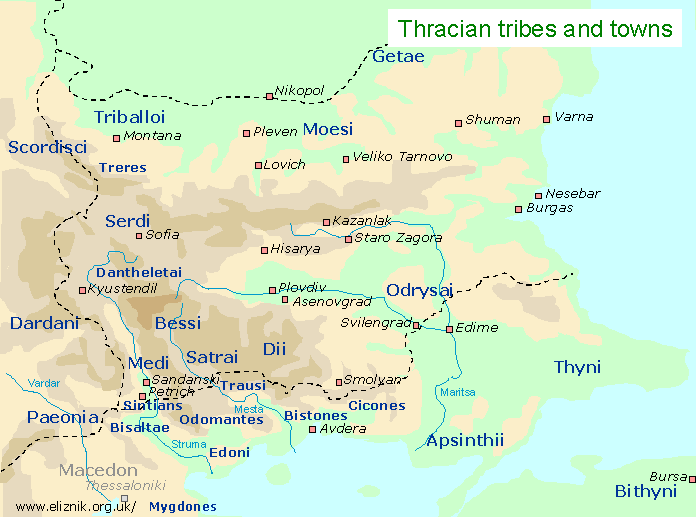 Thracian tribes and towns
Getae
Nikopol
Triballoi
Shuman
Varna
Montana
Pleven
Moesi
Scordisci
Veliko Tarnovo
Lovich
Treres
Nesebar
Burgas
Serdi
Kazanlak
Sofia
Staro Zagora
Hisarya
Dantheletai
Kyustendil
Plovdiv
Odrysai
Asenovgrad
Dardani
Bessi
Svilengrad
Edime
Dii
Satrai
Medi
Thyni
Vardar
Sandanski
Trausi
Smolyan
Petrich
Maritsa
Sintians
Mesta
Cicones
Paeonia
Odomantes
Bistones
Bisaltae
Avdera
Struma
Edoni
Apsinthii
Macedon
Thessaloniki
Bursa
Bithyni
www.eliznik.org.uk/
Mygdones